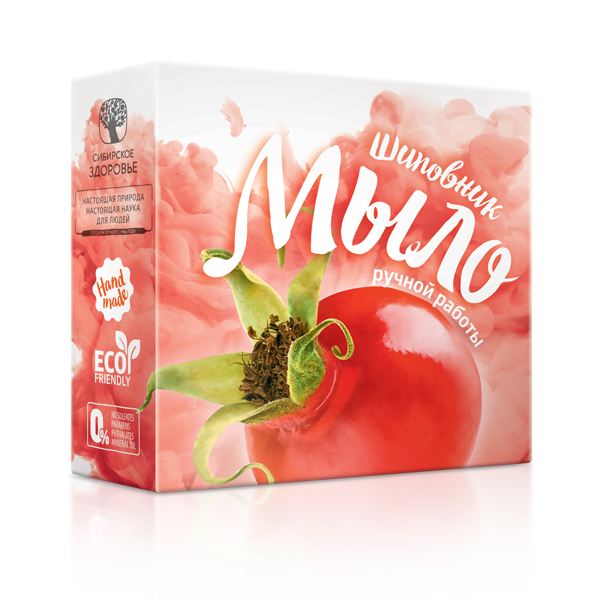 СИБИРСКОЕ
ЗДОРОВЬЕ
НАСТОЯЩАЯ ПРИРОДА
НАСТОЯЩАЯ НАУКА
ДЛЯ ЛЮДЕЙ
Hand
made
ECO
FRIENDLY
0%
NO SULFATES
PARABENS
PHTHALATES
MINERAL OIL
Шиповник
Мыло
ручной работы